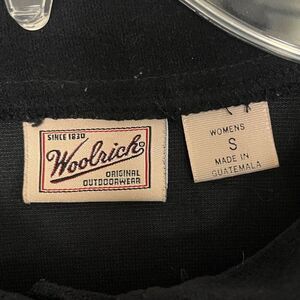 SINCE 1830
Woolrich
ORIGINAL
OUTDOORWEAR
WOMENS
S
MADE IN
GUATEMALA